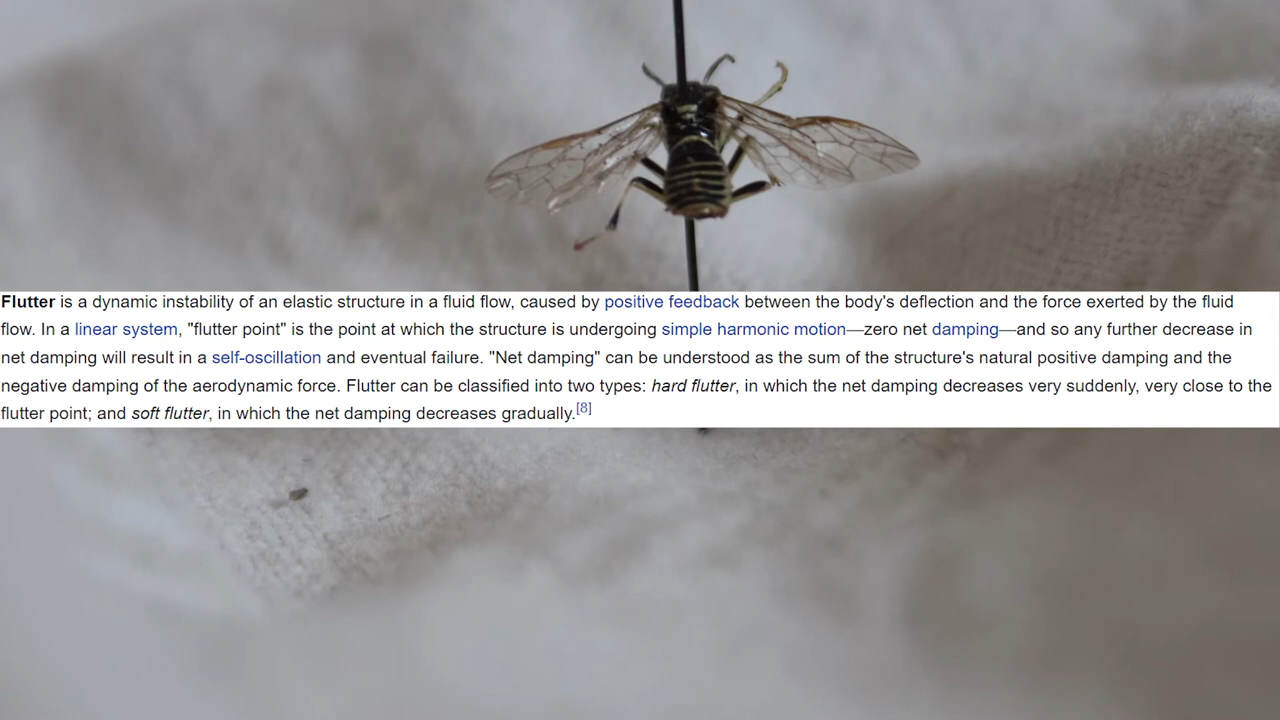 Flutter is a dynamic instability of an elastic structure in a fluid flow, caused by positive feedback between the body's deflection and the force exerted by the fluid
flow. In a linear system, "flutter point" is the point at which the structure is undergoing simple harmonic motion—zero net damping—and so any further decrease in
net damping will result in a self-oscillation and eventual failure. "Net damping" can be understood as the sum of the structure's natural positive damping and the
negative damping of the aerodynamic force. Flutter can be classified into two types: hard flutter, in which the net damping decreases very suddenly, very close to the
flutter point; and soft flutter, in which the net damping decreases gradually.[8]